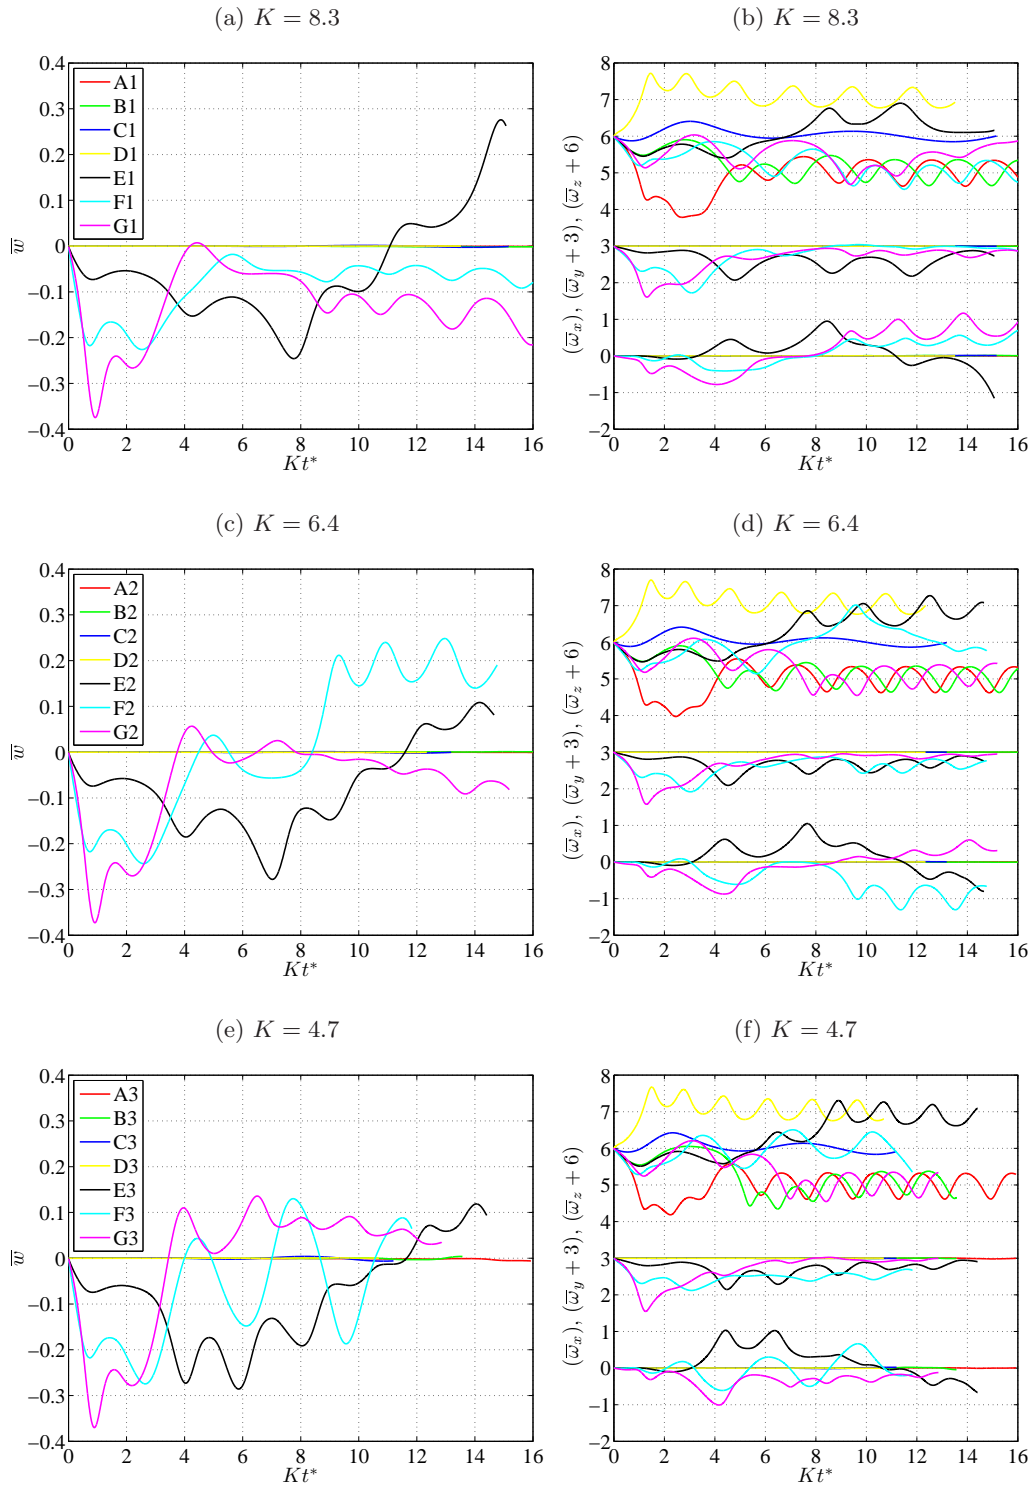 (a) K = 8.3
(b) K = 8.3
0.4
0.3
0.2
0.1
0
−0.1
−0.2
−0.3
−0.4
w̅
A1
B1
C1
D1
E1
F1
G1
0 2 4 6 8 10 12 14 16
Kt*
8
7
6
5
4
3
2
1
0
−1
−2
(ω̅x), (ω̅y + 3), (ω̅z + 6)
0 2 4 6 8 10 12 14 16
Kt*
(c) K = 6.4
(d) K = 6.4
0.4
0.3
0.2
0.1
0
−0.1
−0.2
−0.3
−0.4
w̅
A2
B2
C2
D2
E2
F2
G2
0 2 4 6 8 10 12 14 16
Kt*
8
7
6
5
4
3
2
1
0
−1
−2
(ω̅x), (ω̅y + 3), (ω̅z + 6)
0 2 4 6 8 10 12 14 16
Kt*
(e) K = 4.7
(f) K = 4.7
0.4
0.3
0.2
0.1
0
−0.1
−0.2
−0.3
−0.4
w̅
A3
B3
C3
D3
E3
F3
G3
0 2 4 6 8 10 12 14 16
Kt*
8
7
6
5
4
3
2
1
0
−1
−2
(ω̅x), (ω̅y + 3), (ω̅z + 6)
0 2 4 6 8 10 12 14 16
Kt*